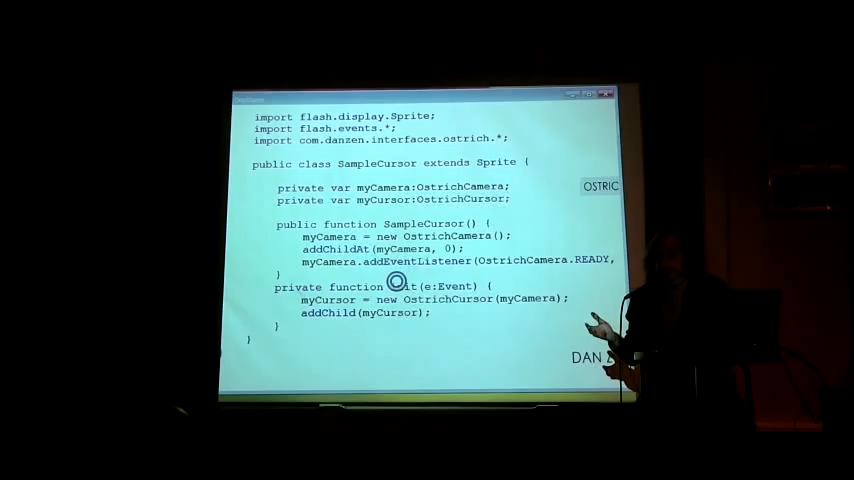 import flash.display.Sprite;
import flash.events.*;
import com.danzen.interfaces.ostrich.*;
public class SampleCursor extends Sprite {
private var myCamera:OstrichCamera;
private var myCursor:OstrichCursor;
OSTRIC
public function SampleCursor() {
myCamera = new OstrichCamera();
addChildAt(myCamera, 0);
myCamera.addEventListener(OstrichCamera.READY,
}
private function it(e:Event) {
myCursor = new OstrichCursor(myCamera);
addChild(myCursor);
}
}
DAN